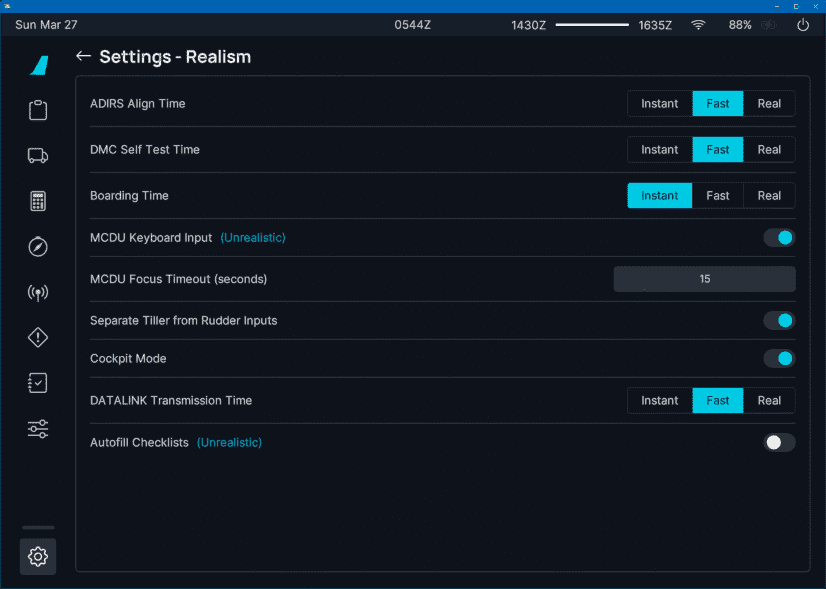 Sun Mar 27 0544Z 1430Z 1635Z 88%
Settings - Realism
ADIRS Align Time Instant Fast Real
DMC Self Test Time Instant Fast Real
Boarding Time Instant Fast Real
MCDU Keyboard Input (Unrealistic)
MCDU Focus Timeout (seconds) 15
Separate Tiller from Rudder Inputs
Cockpit Mode
DATALINK Transmission Time Instant Fast Real
Autofill Checklists (Unrealistic)